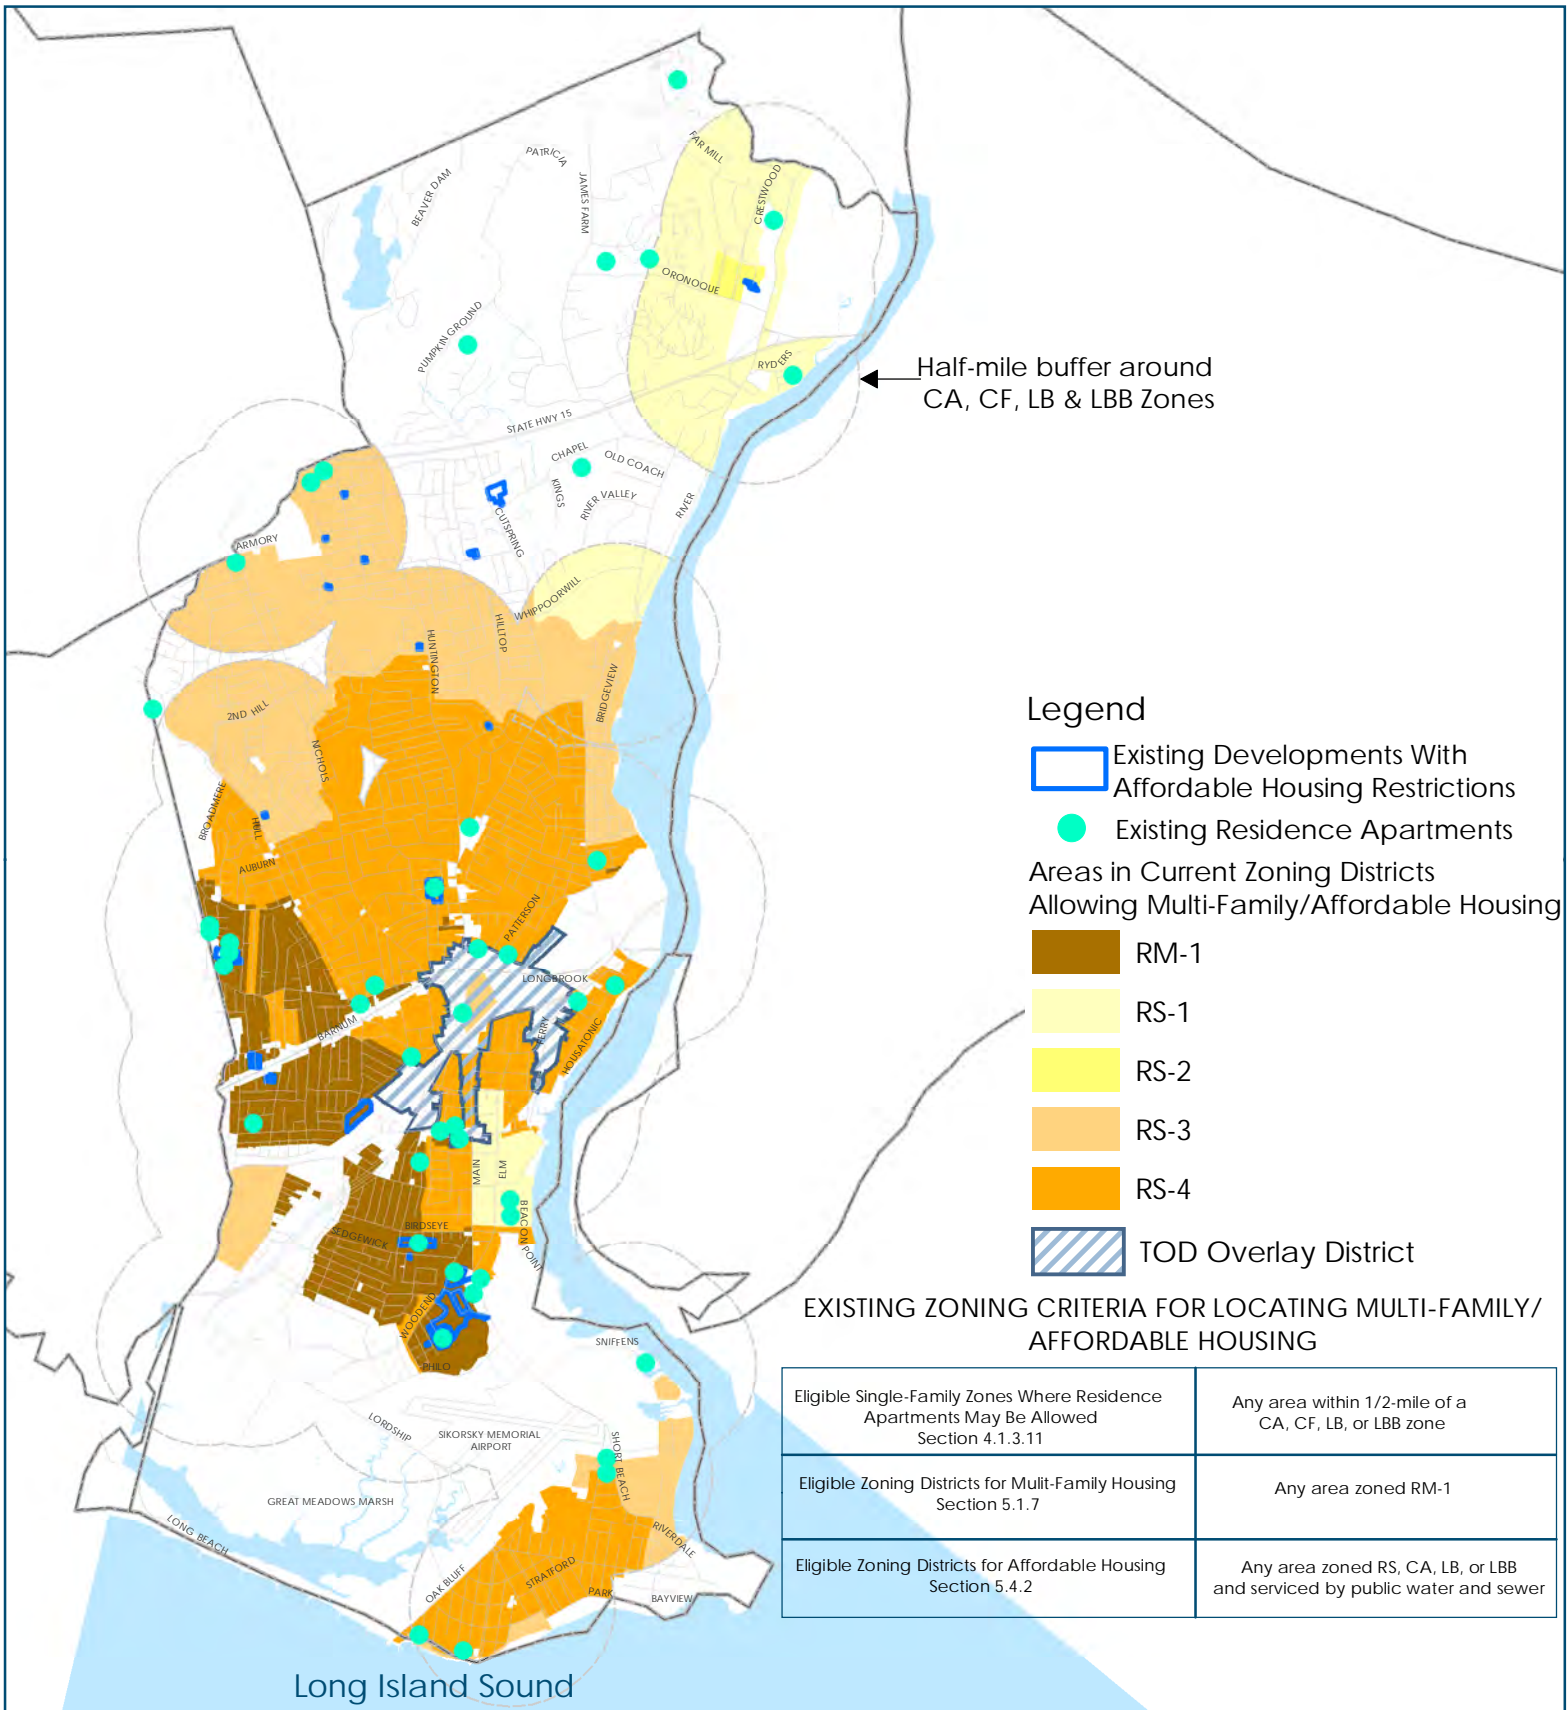 FAR MILL
PATRICIA
BEAVER DAM
JAMES FARM
CRESTWOOD
ORONOQUE
PUMPKIN GROUND
RYDERS
Half-mile buffer around
CA, CF, LB & LBB Zones
STATE HWY 15
CHAPEL
OLD COACH
KINGS
RIVER VALLEY
RIVER
CUTSPRING
ARMORY
WHIPPOORWILL
HILLTOP
HUNTINGTON
BRIDGEVIEW
2ND HILL
NICHOLS
BROADMERE
HULL
AUBURN
PATTERSON
LONGBROOK
BARNUM
FERRY
HOUSATONIC
MAIN
ELM
BEACON POINT
BIRDSEYE
SEDGEWICK
WOODEND
PHILO
SNIFFENS
LORDSHIP
SIKORSKY MEMORIAL
AIRPORT
SHORT BEACH
GREAT MEADOWS MARSH
LONG BEACH
RIVERDALE
STRATFORD
OAK BLUFF
PARK
BAYVIEW
Long Island Sound
Legend
Existing Developments With
Affordable Housing Restrictions
Existing Residence Apartments
Areas in Current Zoning Districts
Allowing Multi-Family/Affordable Housing
RM-1
RS-1
RS-2
RS-3
RS-4
TOD Overlay District
EXISTING ZONING CRITERIA FOR LOCATING MULTI-FAMILY/
AFFORDABLE HOUSING
Eligible Single-Family Zones Where Residence
Apartments May Be Allowed
Section 4.1.3.11
Any area within 1/2-mile of a
CA, CF, LB, or LBB zone
Eligible Zoning Districts for Mulit-Family Housing
Section 5.1.7
Any area zoned RM-1
Eligible Zoning Districts for Affordable Housing
Section 5.4.2
Any area zoned RS, CA, LB, or LBB
and serviced by public water and sewer